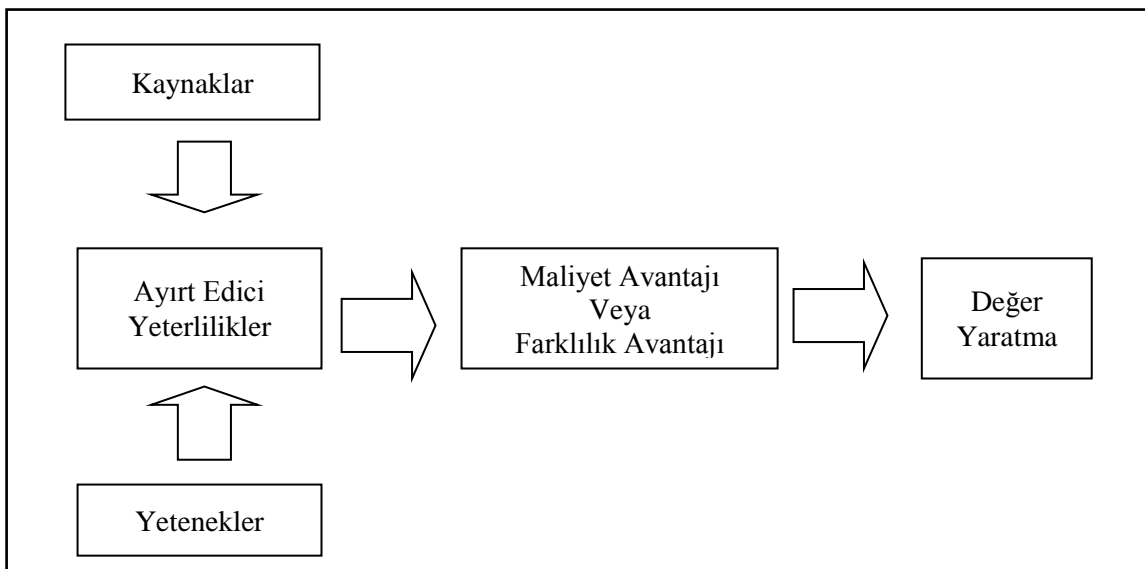 Kaynaklar
Ayırt Edici
Yeterlilikler
Maliyet Avantajı
Veya
Farklılık Avantajı
Değer
Yaratma
Yetenekler